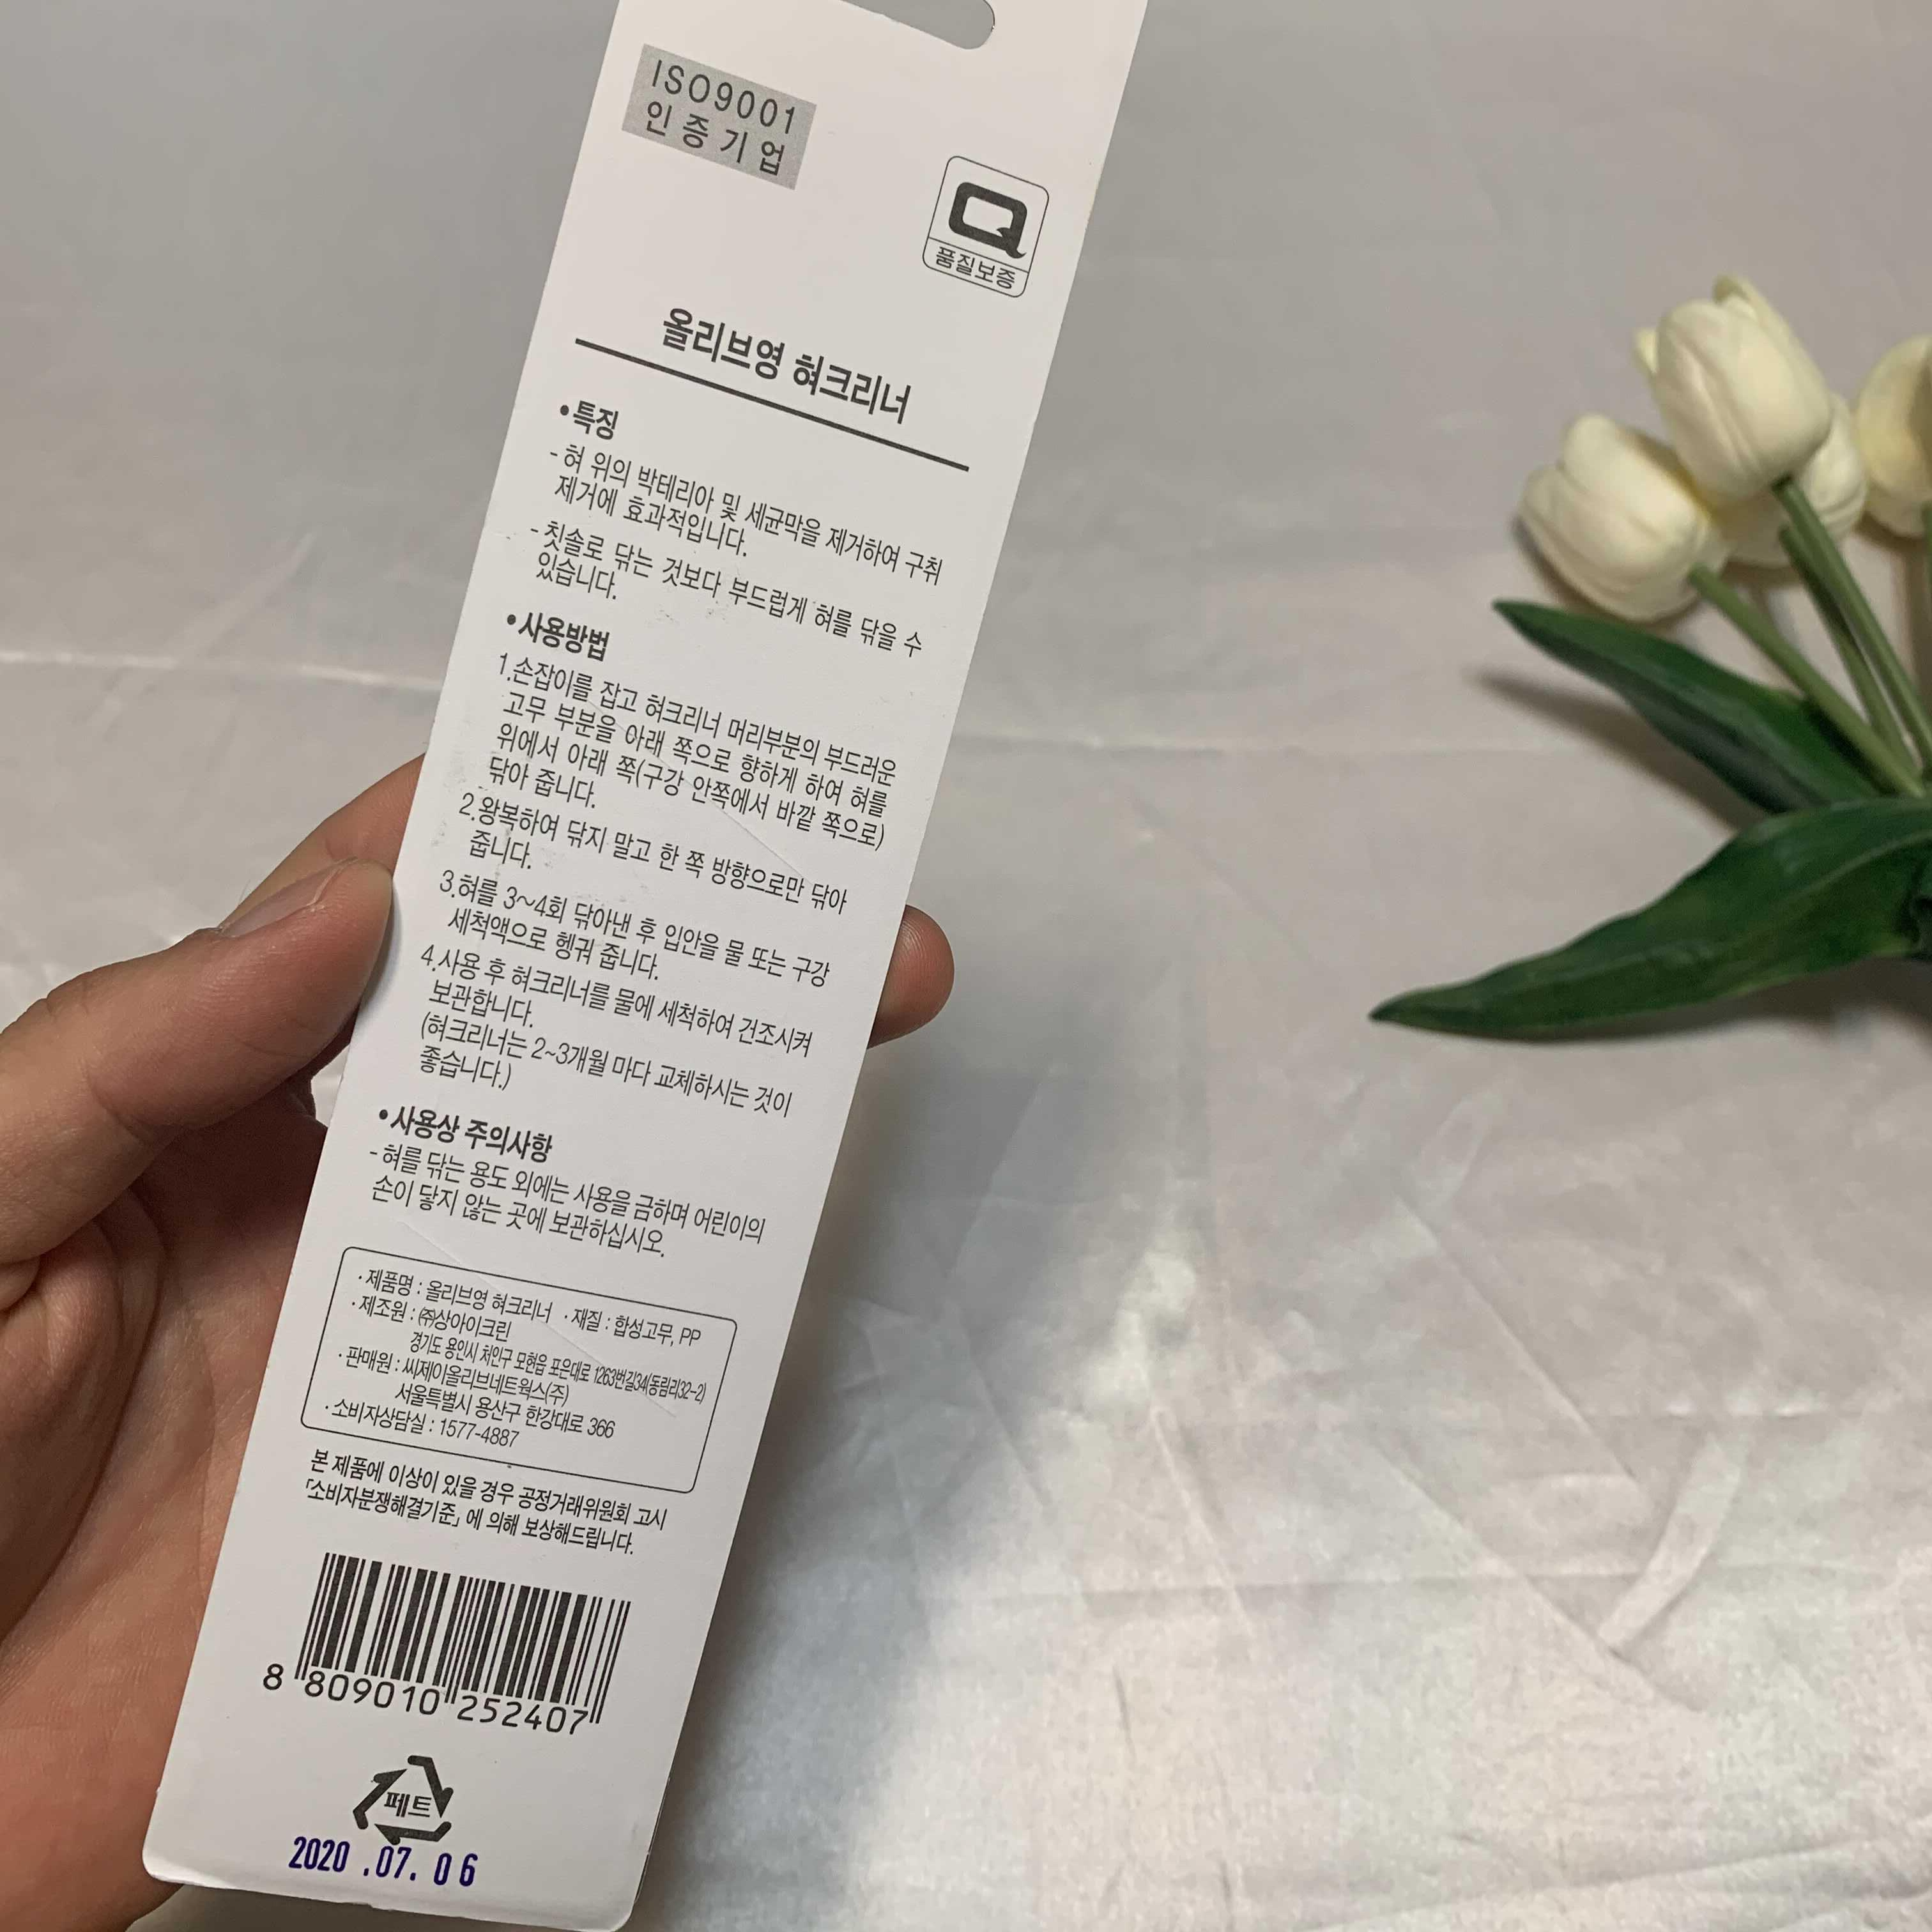 ISO9001
인증기업
Q
품질보증
올리브영 혀크리너
•특징
- 혀 위의 박테리아 및 세균막을 제거하여 구취
제거에 효과적입니다.
- 칫솔로 닦는 것보다 부드럽게 혀를 닦을 수
있습니다.
•사용방법
1.손잡이를 잡고 혀크리너 머리부분의 부드러운
고무 부분을 아래 쪽으로 향하게 하여 혀를
위에서 아래 쪽(구강 안쪽에서 바깥 쪽으로)
닦아 줍니다.
2.왕복하여 닦지 말고 한 쪽 방향으로만 닦아
줍니다.
3.혀를 3~4회 닦아낸 후 입안을 물 또는 구강
세척액으로 헹궈 줍니다.
4.사용 후 혀크리너를 물에 세척하여 건조시켜
보관합니다.
(혀크리너는 2~3개월 마다 교체하시는 것이
좋습니다.)
•사용상 주의사항
- 혀를 닦는 용도 외에는 사용을 금하며 어린이의
손이 닿지 않는 곳에 보관하십시오.
· 제품명 : 올리브영 혀크리너 · 재질 : 합성고무, PP
· 제조원 : ㈜상아이크린
경기도 용인시 처인구 모현읍 포은대로 1263번길34(동림리32-2)
· 판매원 : 씨제이올리브네트웍스(주)
서울특별시 용산구 한강대로 366
· 소비자상담실 : 1577-4887
본 제품에 이상이 있을 경우 공정거래위원회 고시
「소비자분쟁해결기준」에 의해 보상해드립니다.
8 809010 252407
페트
2020 .07. 06